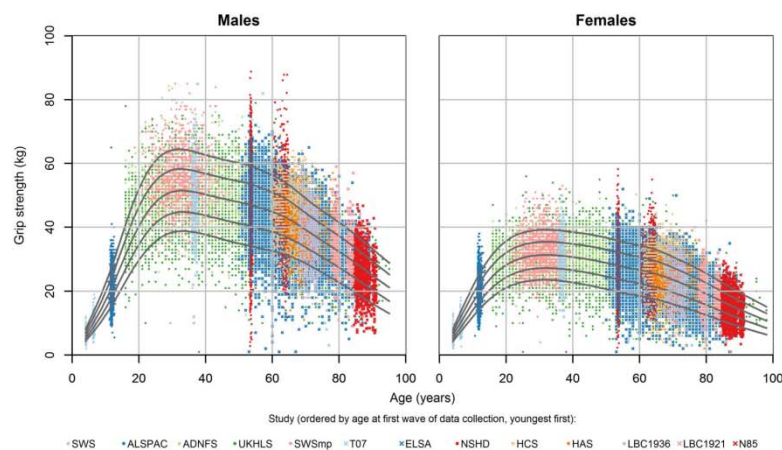 Males Females
Grip strength (kg)
100
80
60
40
20
0
0 20 40 60 80 100 0 20 40 60 80 100
Age (years) Age (years)
Study (ordered by age at first wave of data collection, youngest first):
SWS ALSPAC ADNFS UKHLS SWSmp T07 ELSA NSHD HCS HAS LBC1936 LBC1921 N85